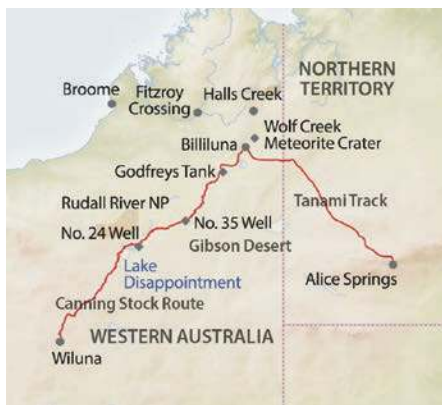 NORTHERN
TERRITORY
Broome
Fitzroy
Crossing
Halls Creek
Wolf Creek
Meteorite Crater
Billiluna
Godfreys Tank
Rudall River NP
Tanami Track
No. 35 Well
No. 24 Well
Gibson Desert
Lake
Disappointment
Alice Springs
Canning Stock Route
WESTERN AUSTRALIA
Wiluna